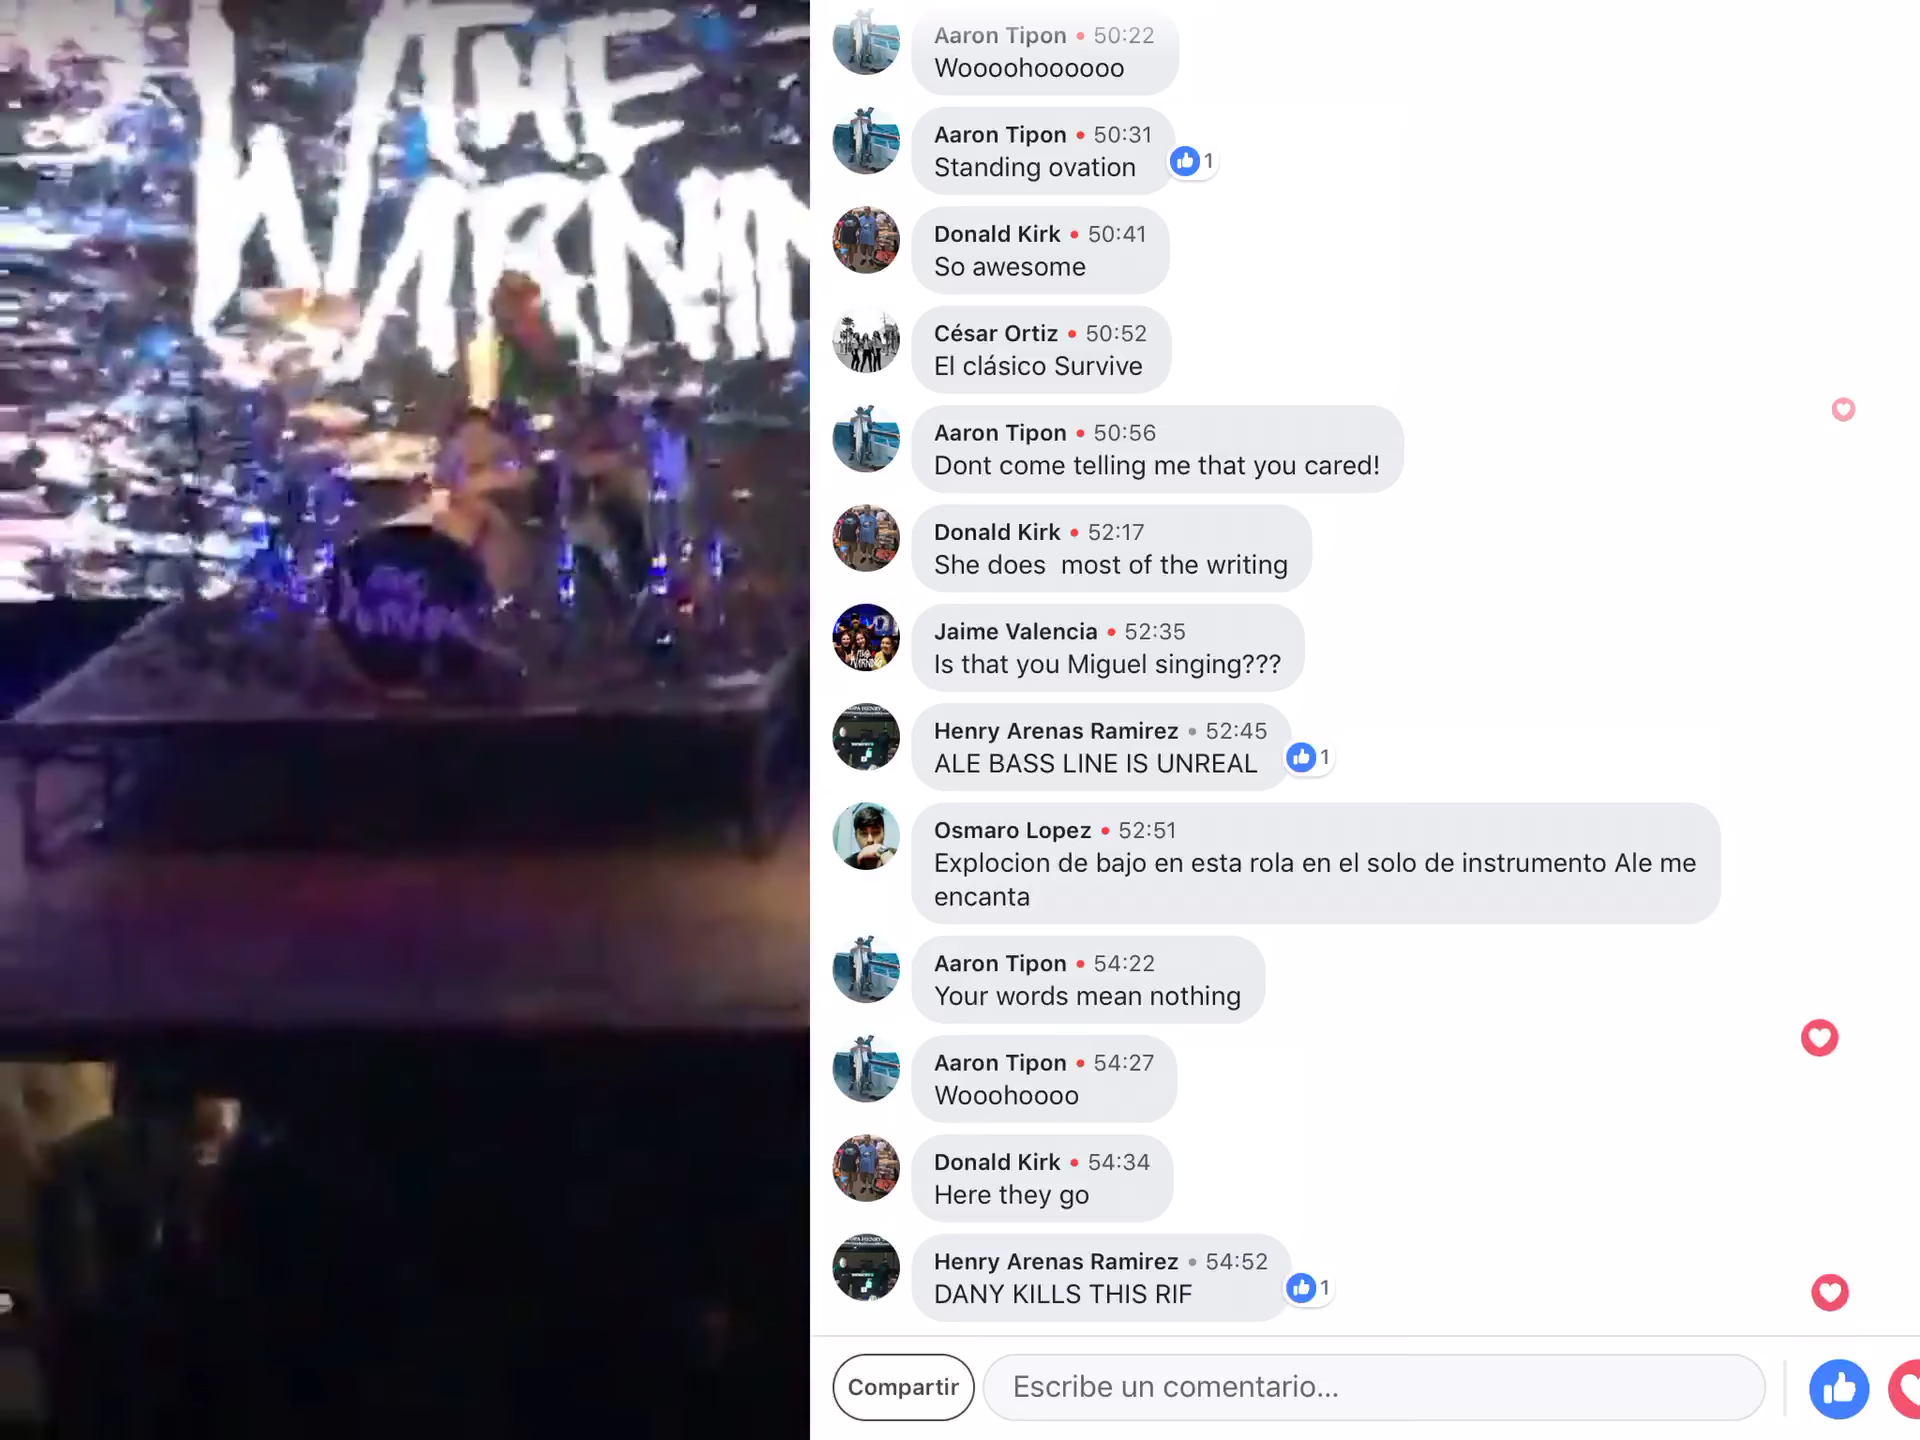 THE
WARNIN
Aaron Tipon • 50:22
Woooohoooooo
Aaron Tipon • 50:31
Standing ovation
1
Donald Kirk • 50:41
So awesome
César Ortiz • 50:52
El clásico Survive
Aaron Tipon • 50:56
Dont come telling me that you cared!
Donald Kirk • 52:17
She does  most of the writing
Jaime Valencia • 52:35
Is that you Miguel singing???
Henry Arenas Ramirez • 52:45
ALE BASS LINE IS UNREAL
1
Osmaro Lopez • 52:51
Explocion de bajo en esta rola en el solo de instrumento Ale me
encanta
Aaron Tipon • 54:22
Your words mean nothing
Aaron Tipon • 54:27
Wooohoooo
Donald Kirk • 54:34
Here they go
Henry Arenas Ramirez • 54:52
DANY KILLS THIS RIF
1
Compartir
Escribe un comentario...